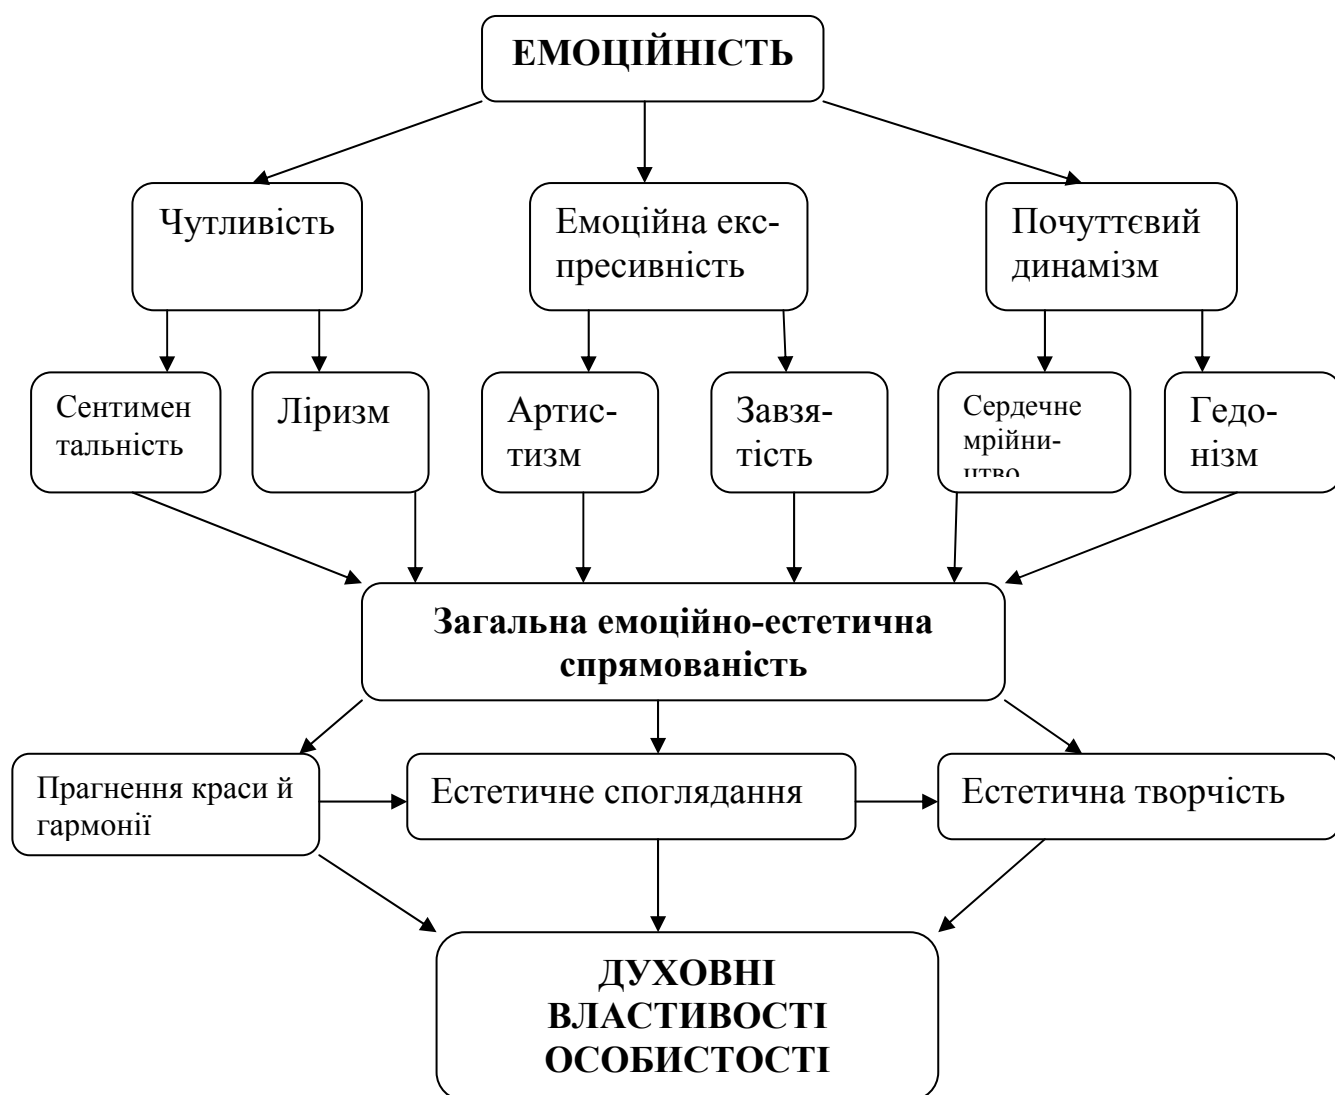 ЕМОЦІЙНІСТЬ
Чутливість
Емоційна екс-
пресивність
Почуттєвий
динамізм
Сентимен
тальність
Ліризм
Артис-
тизм
Завзя-
тість
Сердечне
мрійни-
цтво
Гедо-
нізм
Загальна емоційно-естетична
спрямованість
Прагнення краси й
гармонії
Естетичне споглядання
Естетична творчість
ДУХОВНІ
ВЛАСТИВОСТІ
ОСОБИСТОСТІ